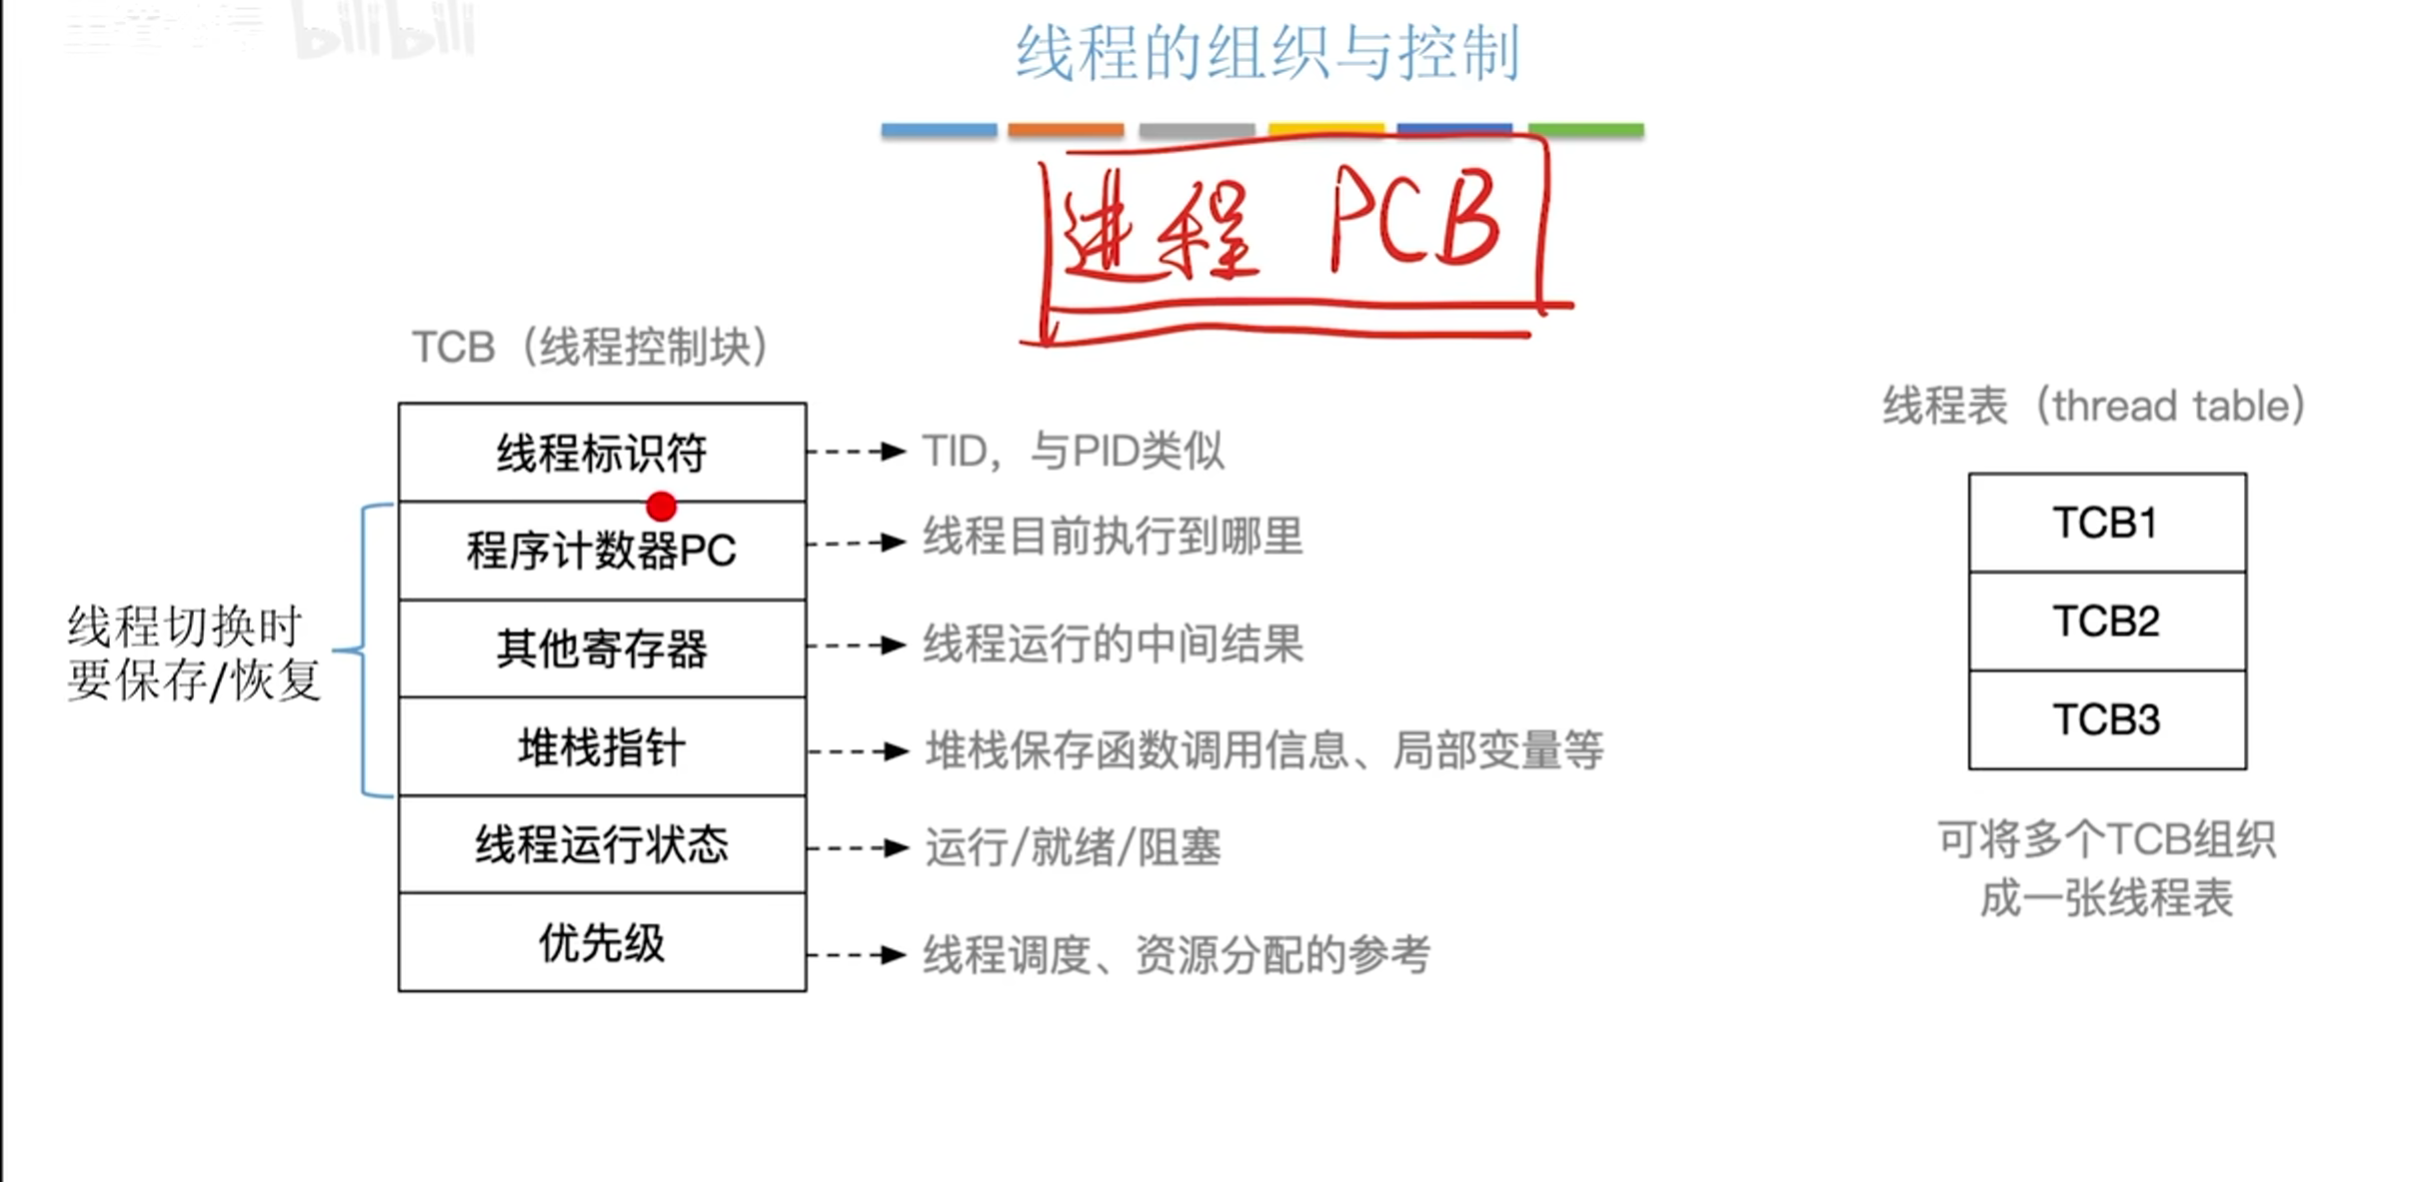 bilibili
线程的组织与控制
进程 PCB
TCB（线程控制块）
线程标识符
TID，与PID类似
程序计数器PC
线程目前执行到哪里
其他寄存器
线程运行的中间结果
堆栈指针
堆栈保存函数调用信息、局部变量等
线程运行状态
运行/就绪/阻塞
优先级
线程调度、资源分配的参考
线程切换时
要保存/恢复
线程表（thread table）
TCB1
TCB2
TCB3
可将多个TCB组织
成一张线程表